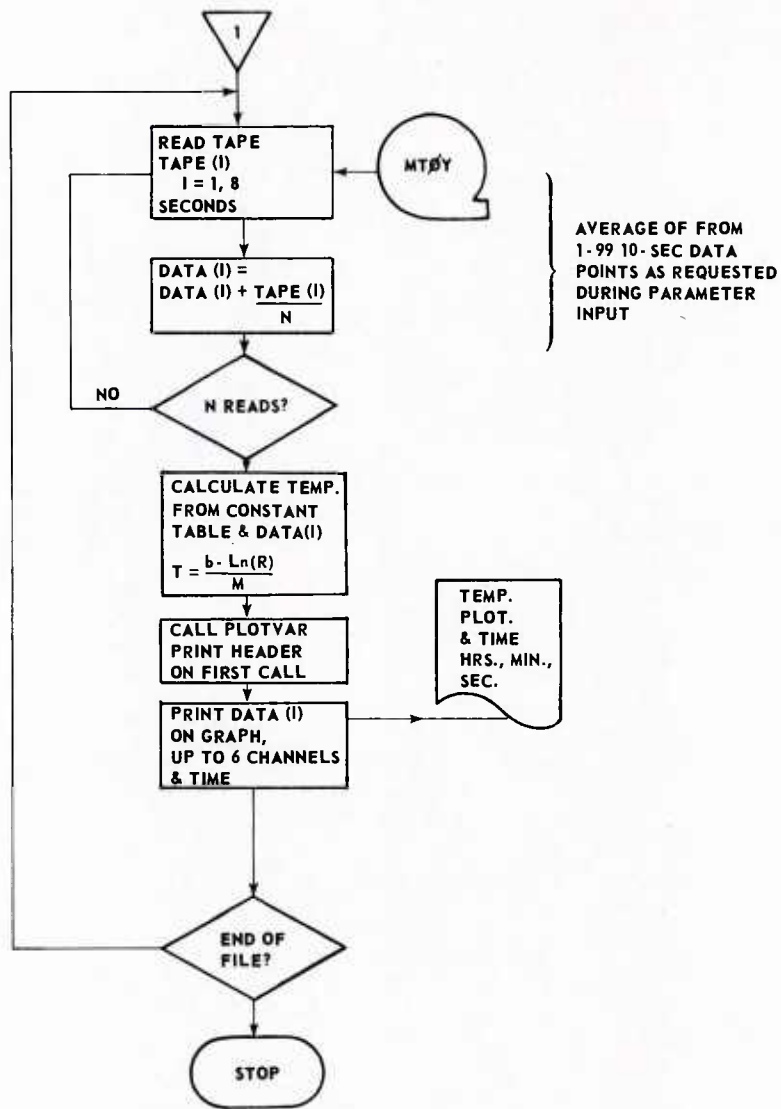 1
READ TAPE
TAPE (I)
I = 1, 8
SECONDS
MTØY
DATA (I) =
DATA (I) + TAPE (I)
N
AVERAGE OF FROM
1-99 10-SEC DATA
POINTS AS REQUESTED
DURING PARAMETER
INPUT
NO
N READS?
CALCULATE TEMP.
FROM CONSTANT
TABLE & DATA(I)
T = b - Ln(R)
M
CALL PLOTVAR
PRINT HEADER
ON FIRST CALL
TEMP.
PLOT.
& TIME
HRS., MIN.,
SEC.
PRINT DATA (I)
ON GRAPH,
UP TO 6 CHANNELS
& TIME
END OF
FILE?
STOP